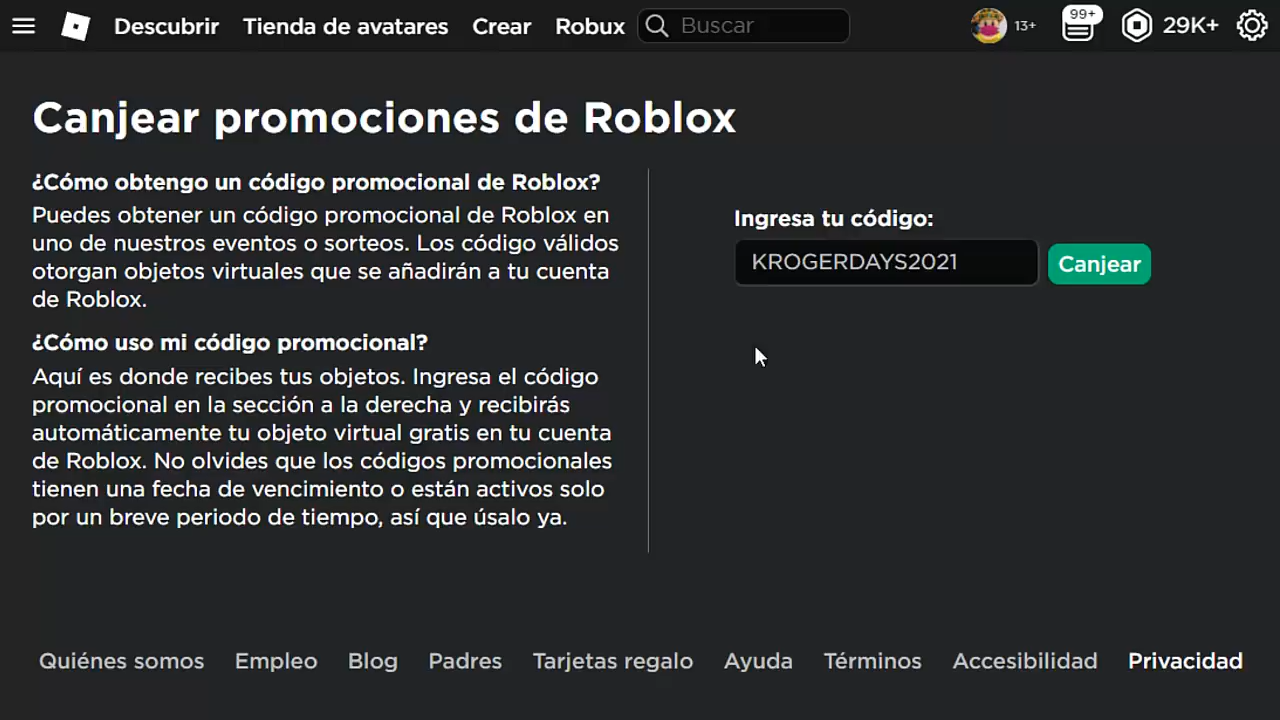 Descubrir Tienda de avatares Crear Robux Buscar 13+ 99+ 29K+
Canjear promociones de Roblox
¿Cómo obtengo un código promocional de Roblox?
Puedes obtener un código promocional de Roblox en
uno de nuestros eventos o sorteos. Los código válidos
otorgan objetos virtuales que se añadirán a tu cuenta
de Roblox.
¿Cómo uso mi código promocional?
Aquí es donde recibes tus objetos. Ingresa el código
promocional en la sección a la derecha y recibirás
automáticamente tu objeto virtual gratis en tu cuenta
de Roblox. No olvides que los códigos promocionales
tienen una fecha de vencimiento o están activos solo
por un breve periodo de tiempo, así que úsalo ya.
Ingresa tu código:
KROGERDAYS2021 Canjear
Quiénes somos Empleo Blog Padres Tarjetas regalo Ayuda Términos Accesibilidad Privacidad